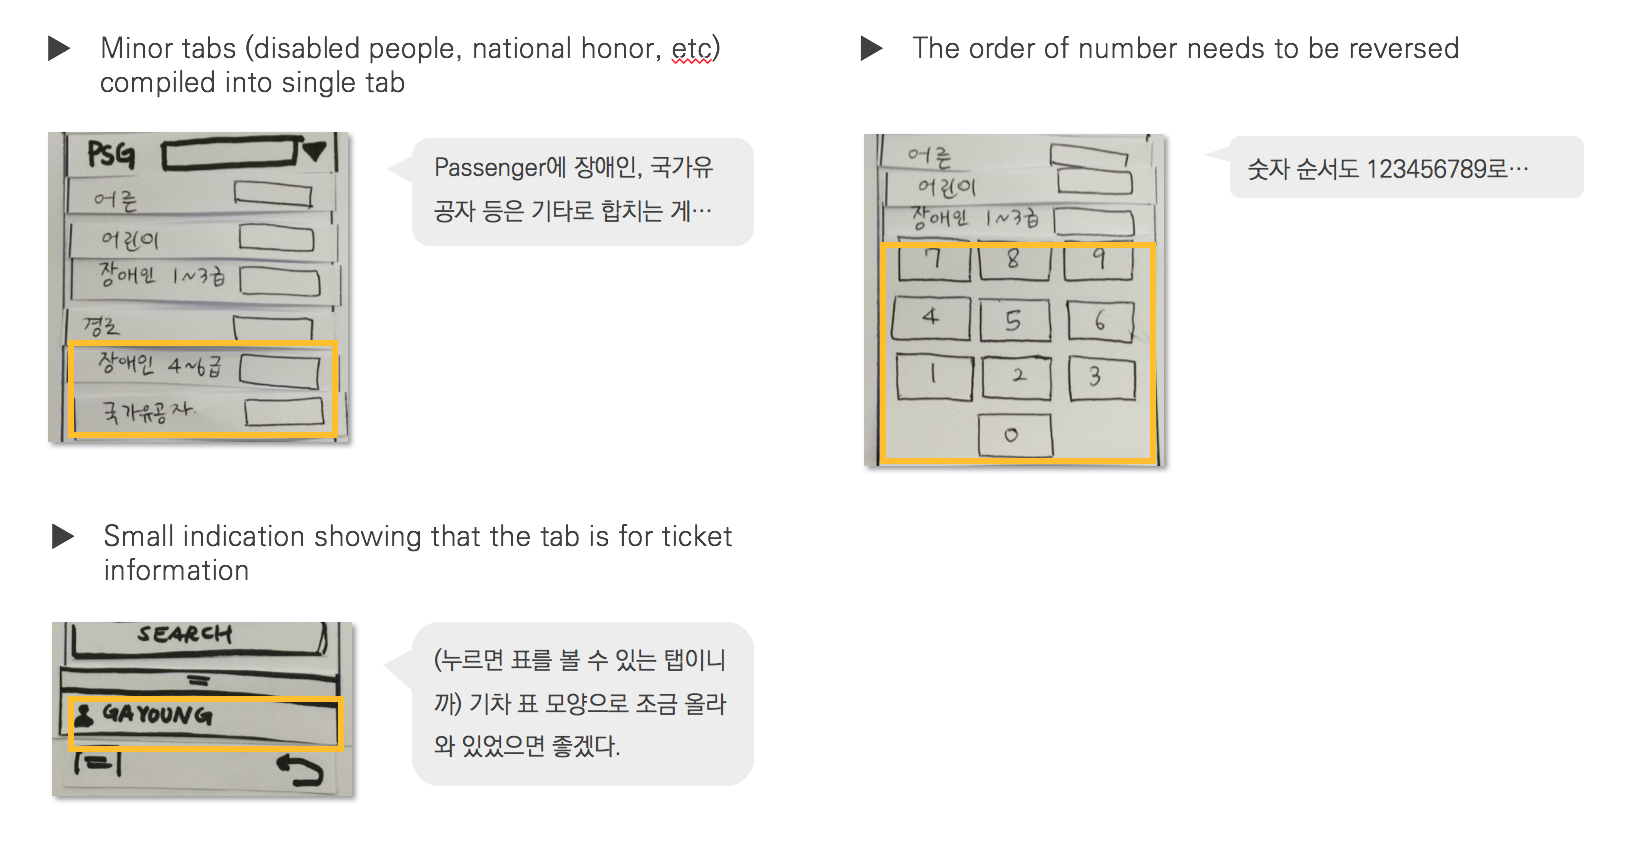 Minor tabs (disabled people, national honor, etc)
compiled into single tab
PSG
어른
어린이
장애인 1~3급
경로
장애인 4~6급
국가유공자.
Passenger에 장애인, 국가유
공자 등은 기타로 합치는 게…
The order of number needs to be reversed
어른
어린이
장애인 1~3급
7 8 9
4 5 6
1 2 3
0
숫자 순서도 123456789로…
Small indication showing that the tab is for ticket
information
SEARCH
GAYOUNG
(누르면 표를 볼 수 있는 탭이니
까) 기차 표 모양으로 조금 올라
와 있었으면 좋겠다.